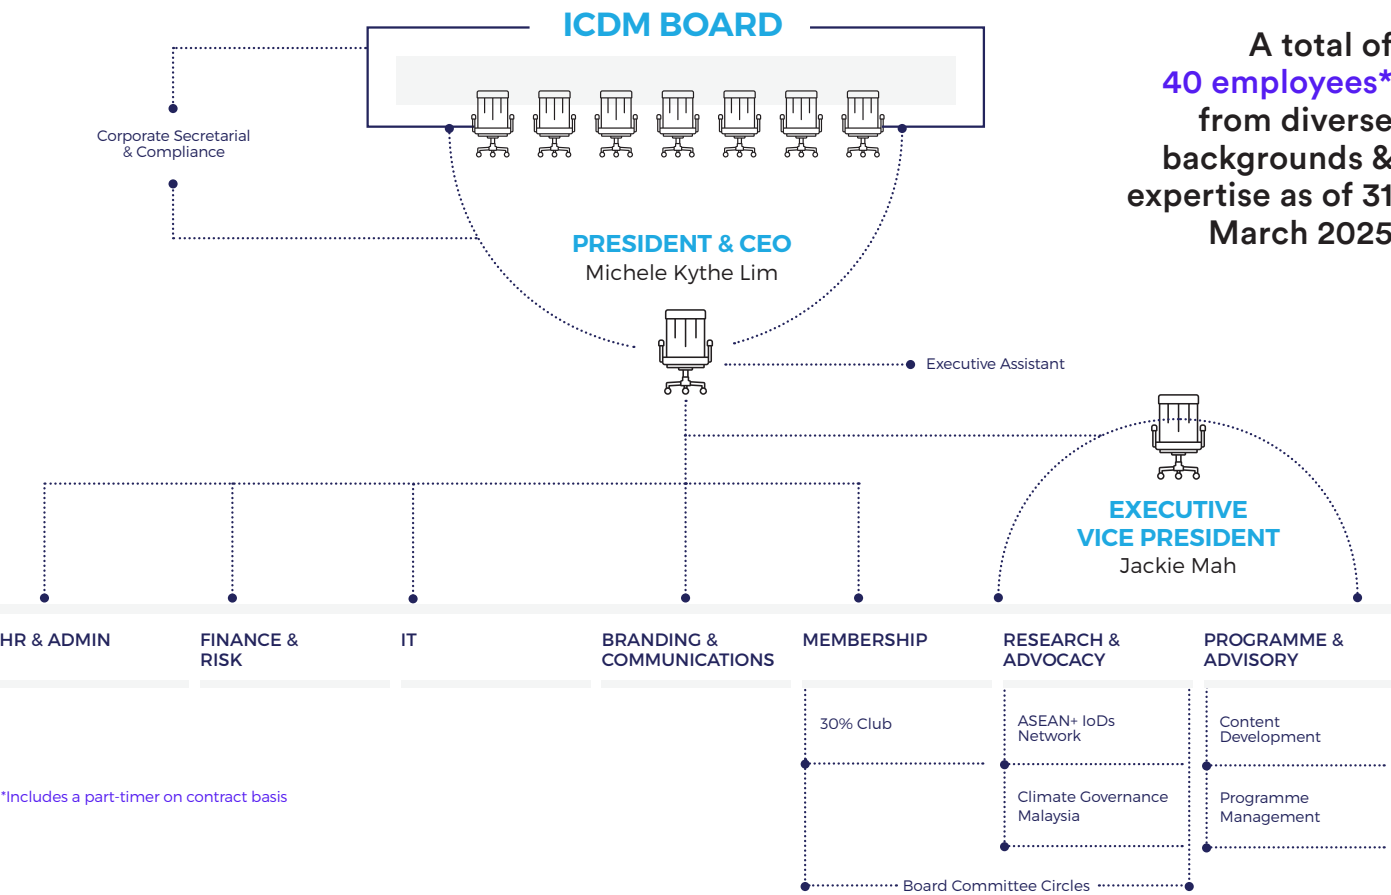 ICDM BOARD
A total of
40 employees*
from diverse
backgrounds &
expertise as of 31
March 2025
Corporate Secretarial
& Compliance
PRESIDENT & CEO
Michele Kythe Lim
Executive Assistant
EXECUTIVE
VICE PRESIDENT
Jackie Mah
HR & ADMIN
FINANCE &
RISK
IT
BRANDING &
COMMUNICATIONS
MEMBERSHIP
RESEARCH &
ADVOCACY
PROGRAMME &
ADVISORY
30% Club
ASEAN+ IoDs
Network
Content
Development
Climate Governance
Malaysia
Programme
Management
*Includes a part-timer on contract basis
Board Committee Circles